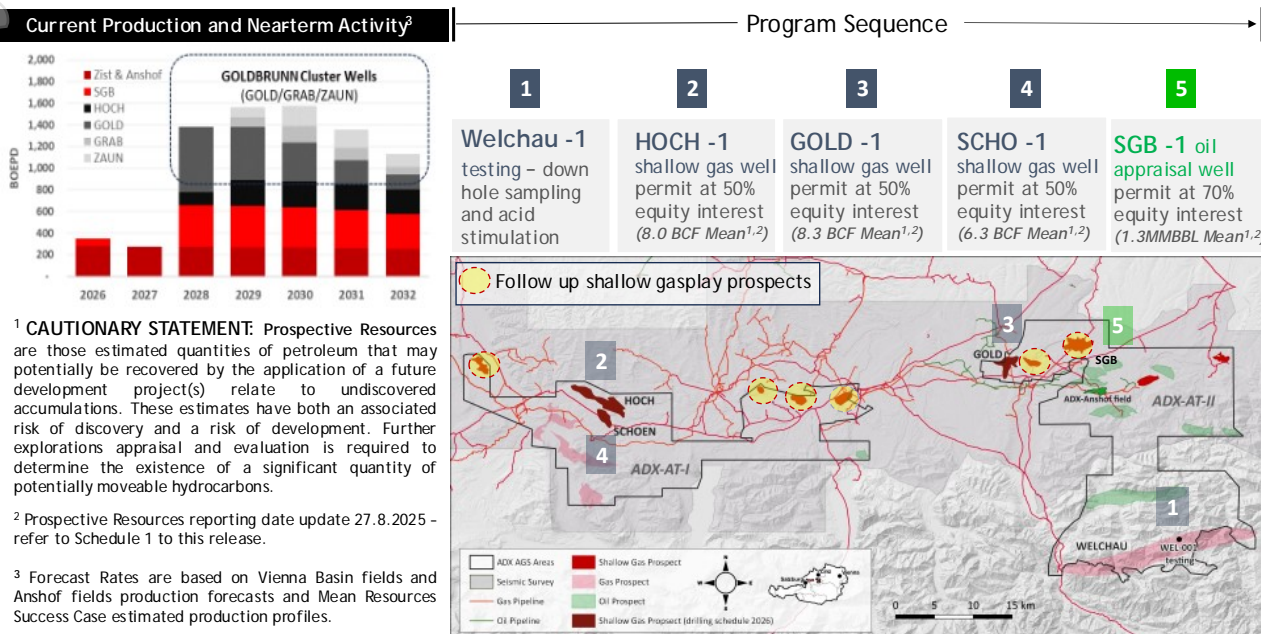 Current Production and Nearterm Activity³
2,000
1,800
1,600
1,400
1,200
1,000
800
600
400
200
-
BOEPD
Zist & Anshof
SGB
HOCH
GOLD
GRAB
ZAUN
GOLDBRUNN Cluster Wells
(GOLD/GRAB/ZAUN)
2026 2027 2028 2029 2030 2031 2032
¹ CAUTIONARY STATEMENT: Prospective Resources
are those estimated quantities of petroleum that may
potentially be recovered by the application of a future
development project(s) relate to undiscovered
accumulations. These estimates have both an associated
risk of discovery and a risk of development. Further
explorations appraisal and evaluation is required to
determine the existence of a significant quantity of
potentially moveable hydrocarbons.
² Prospective Resources reporting date update 27.8.2025 –
refer to Schedule 1 to this release.
³ Forecast Rates are based on Vienna Basin fields and
Anshof fields production forecasts and Mean Resources
Success Case estimated production profiles.
Program Sequence
1
Welchau -1
testing – down
hole sampling
and acid
stimulation
2
HOCH -1
shallow gas well
permit at 50%
equity interest
(8.0 BCF Mean¹,²)
3
GOLD -1
shallow gas well
permit at 50%
equity interest
(8.3 BCF Mean¹,²)
4
SCHO -1
shallow gas well
permit at 50%
equity interest
(6.3 BCF Mean¹,²)
5
SGB -1 oil
appraisal well
permit at 70%
equity interest
(1.3MMBBL Mean¹,²)
Follow up shallow gasplay prospects
3
5
GOLD
SGB
2
HOCH
SCHOEN
4
ADX-AT-I
ADX-Anshof field
ADX-AT-II
1
WELCHAU
WEL 001
testing
ADX AGS Areas
Seismic Survey
Gas Pipeline
Oil Pipeline
Shallow Gas Prospect
Gas Prospect
Oil Prospect
Shallow Gas Propsect (drilling schedule 2026)
N
W
E
S
Salzburg
Vienna
0 5 10 15 km